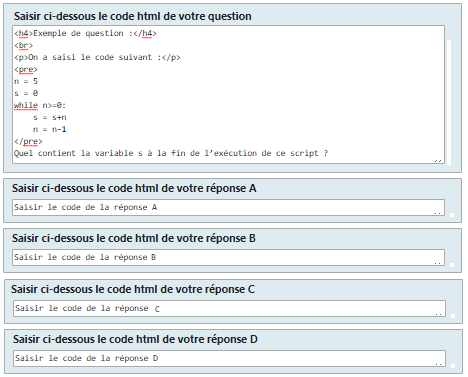 Saisir ci-dessous le code html de votre question
<h4>Exemple de question :</h4>
<br>
<p>On a saisi le code suivant :</p>
<pre>
n = 5
s = 0
while n>=0:
    s = s+n
    n = n-1
</pre>
Quel contient la variable s à la fin de l'exécution de ce script ?
Saisir ci-dessous le code html de votre réponse A
Saisir le code de la réponse A
Saisir ci-dessous le code html de votre réponse B
Saisir le code de la réponse B
Saisir ci-dessous le code html de votre réponse C
Saisir le code de la réponse C
Saisir ci-dessous le code html de votre réponse D
Saisir le code de la réponse D